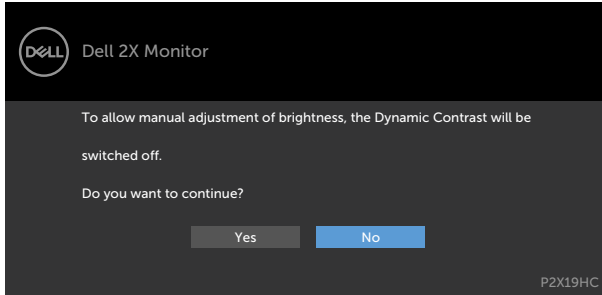 DELL
Dell 2X Monitor
To allow manual adjustment of brightness, the Dynamic Contrast will be
switched off.
Do you want to continue?
Yes No
P2X19HC